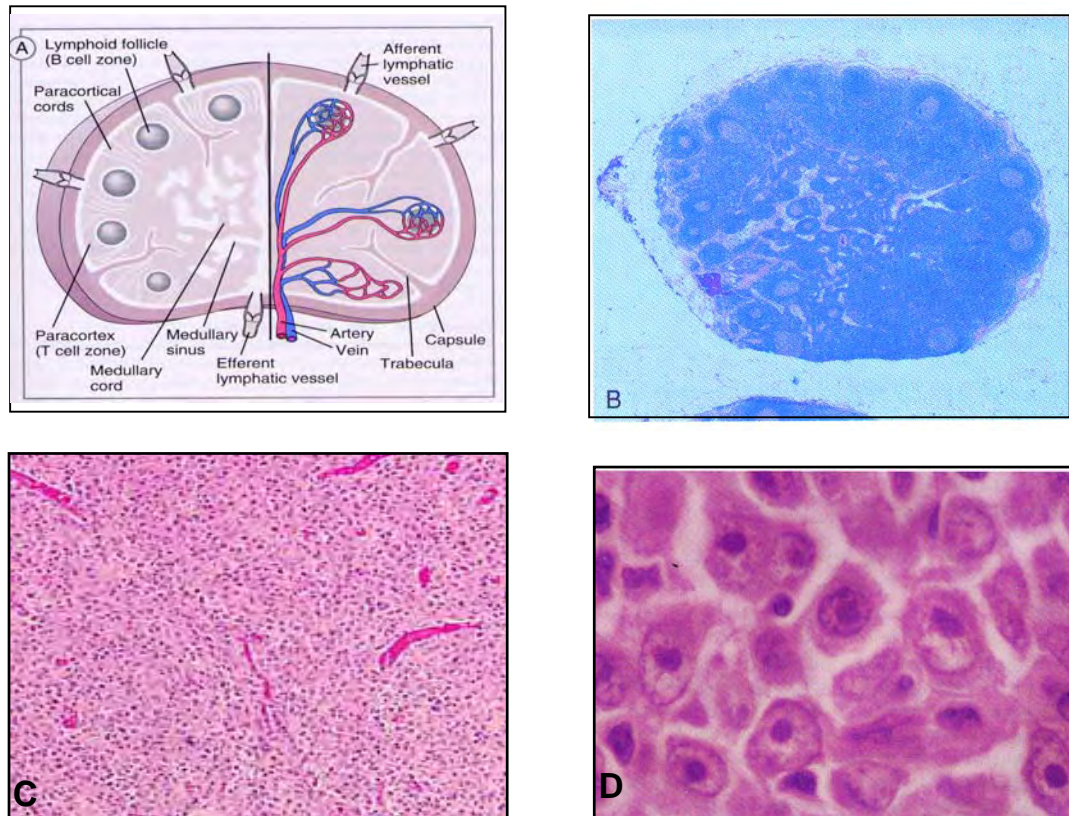 A
Lymphoid follicle
(B cell zone)
Afferent
lymphatic
vessel
Paracortical
cords
Paracortex
(T cell zone)
Medullary
sinus
Medullary
cord
Efferent
lymphatic vessel
Artery
Vein
Trabecula
Capsule
B
C
D